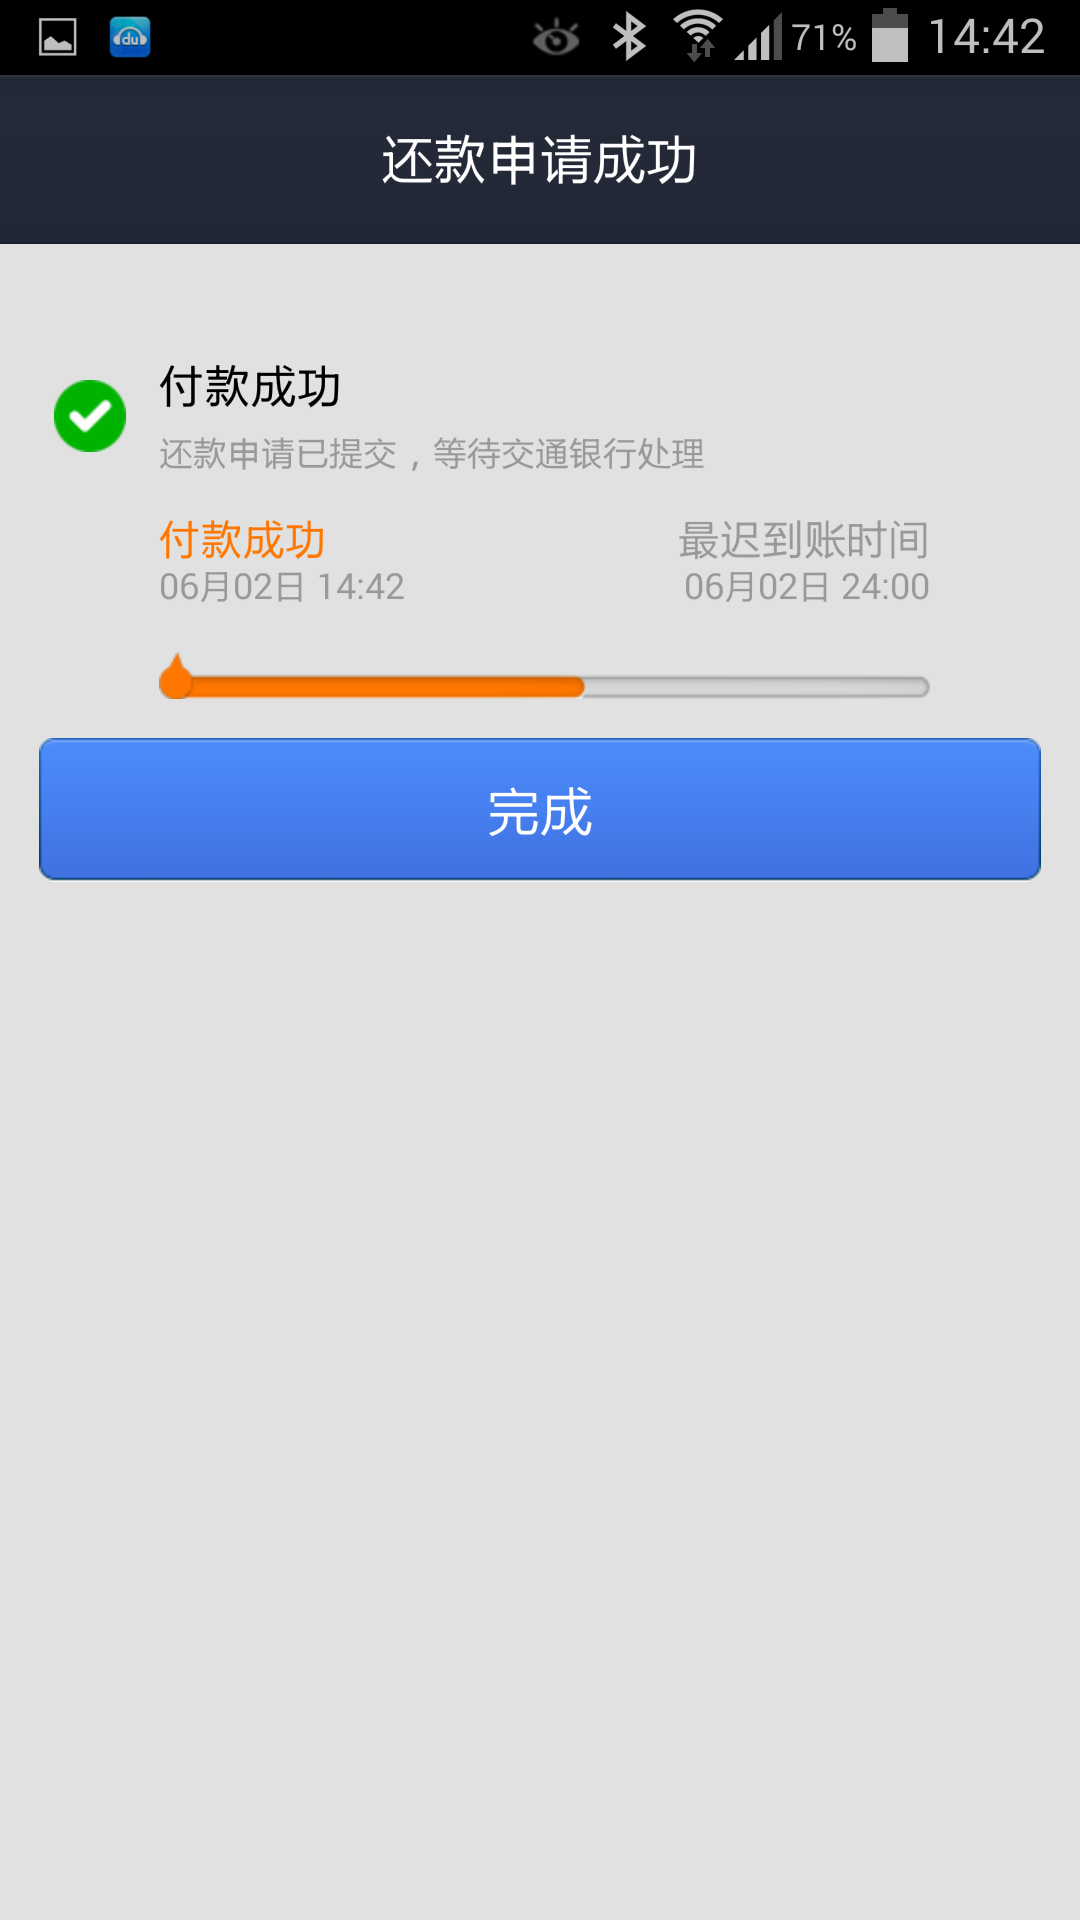 du
71% 14:42
还款申请成功
付款成功
还款申请已提交，等待交通银行处理
付款成功 最迟到账时间
06月02日 14:42 06月02日 24:00
完成